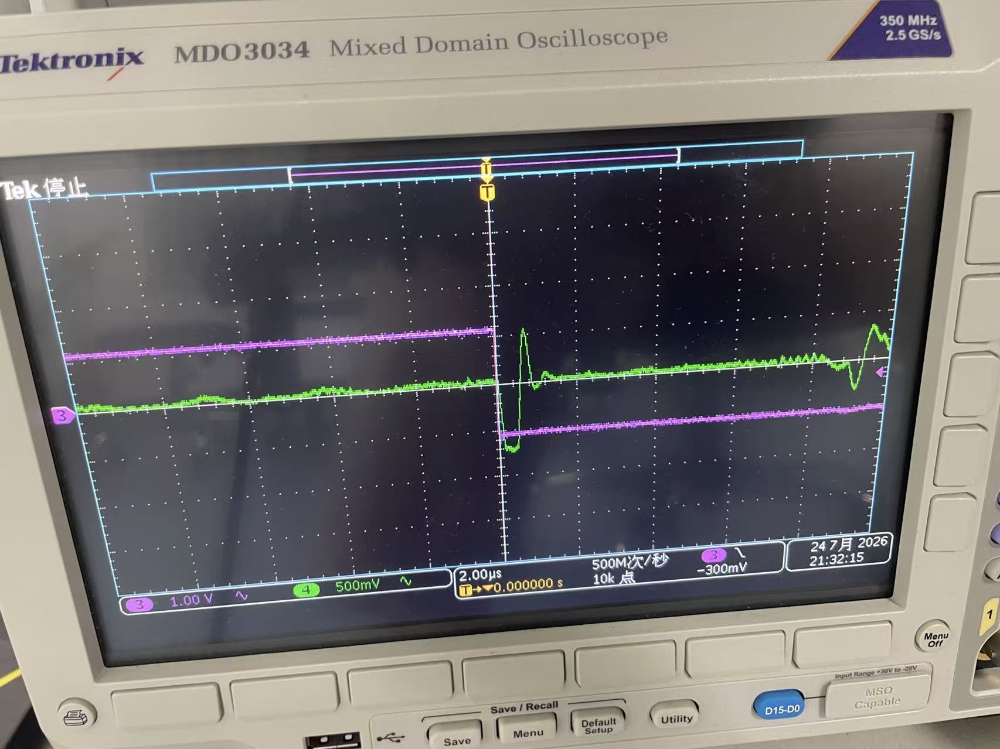 Tektronix MDO3034 Mixed Domain Oscilloscope
350 MHz
2.5 GS/s
Tek 停止
T
T
3
3 1.00 V
4 500mV
2.00μs
T→▼0.000000 s
500M次/秒
10k 点
3
-300mV
24 7月 2026
21:32:15
1
Menu
Off
Input Range +30V to -20V
MSO
Capable
D15-D0
Save / Recall
Save
Menu
Default
Setup
Utility